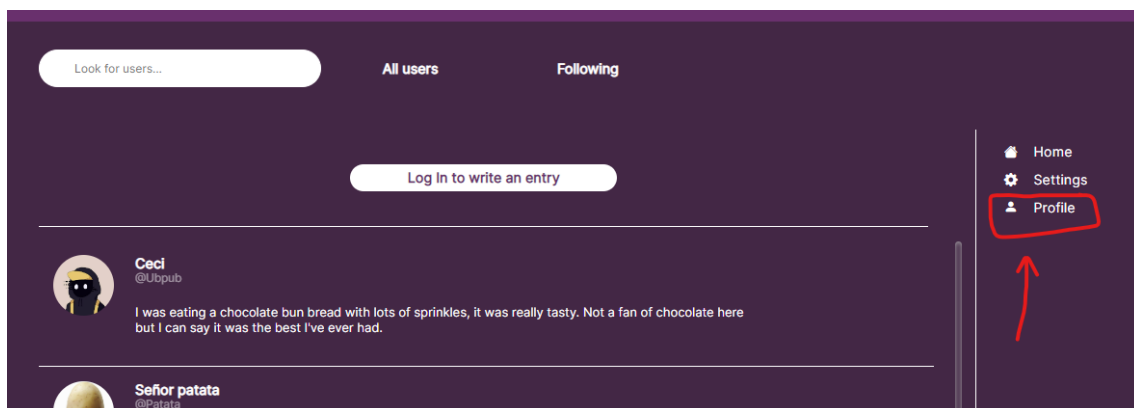 Look for users...
All users
Following
Home
Settings
Profile
Log In to write an entry
Ceci
@Ubpub
I was eating a chocolate bun bread with lots of sprinkles, it was really tasty. Not a fan of chocolate here
but I can say it was the best I've ever had.
Señor patata
@Patata